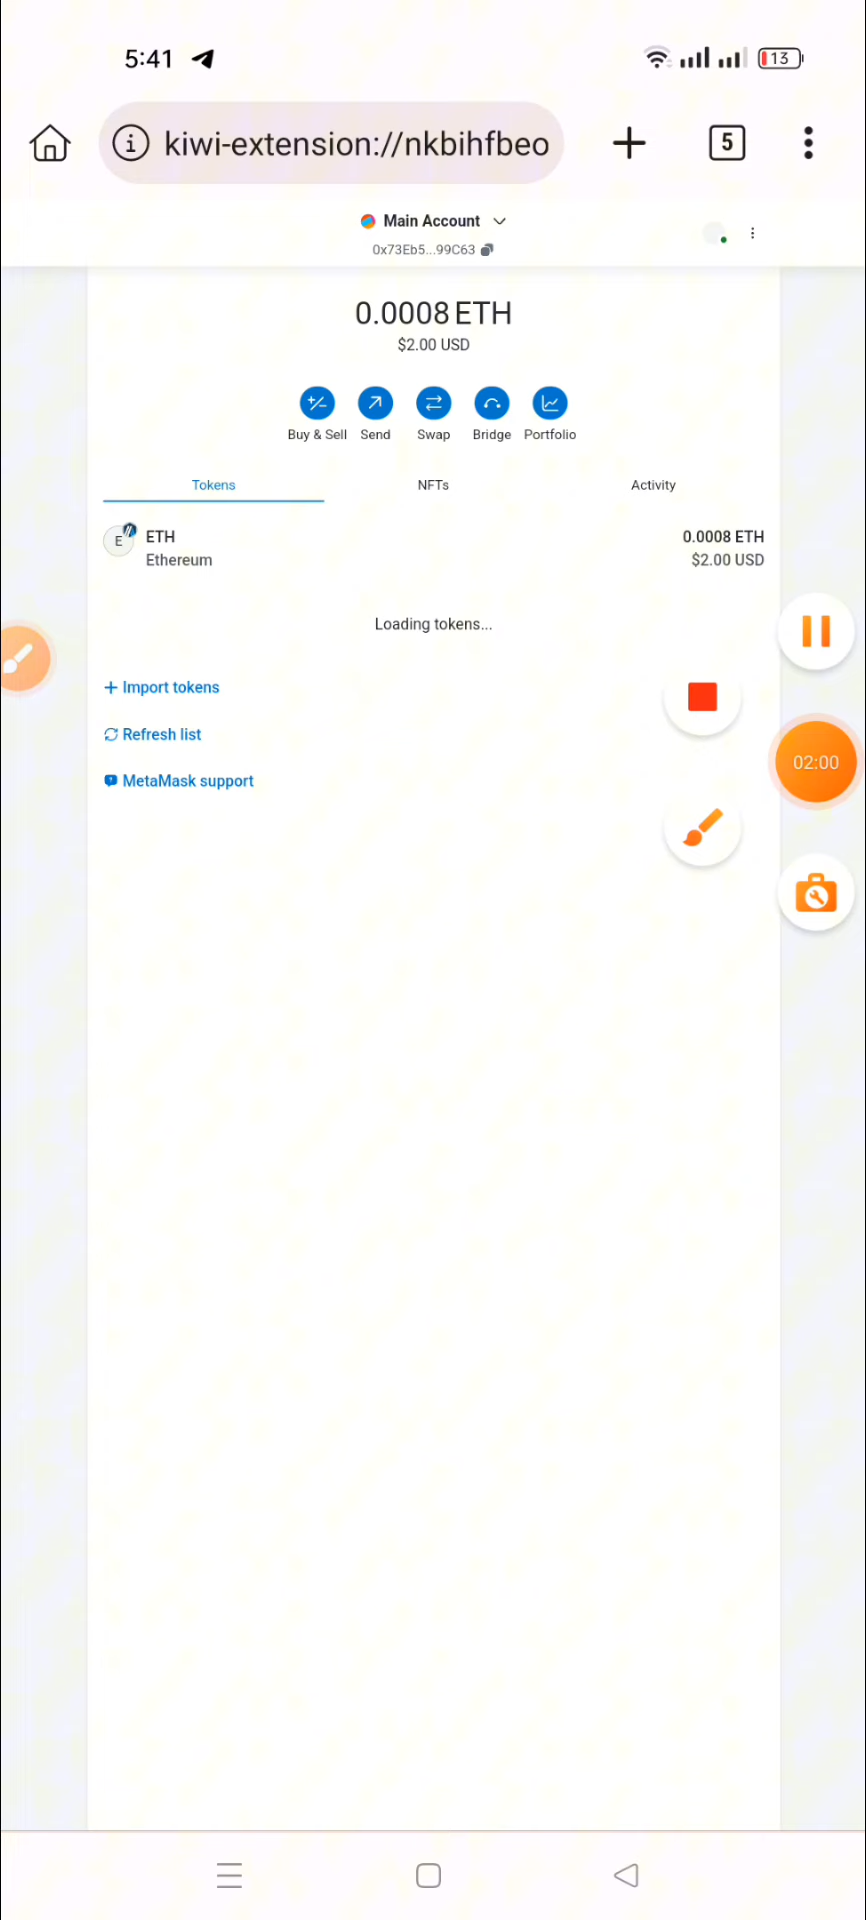 5:41
13
kiwi-extension://nkbihfbeo
5
Main Account
0x73Eb5...99C63
0.0008 ETH
$2.00 USD
Buy & Sell Send Swap Bridge Portfolio
Tokens NFTs Activity
E ETH 0.0008 ETH
Ethereum $2.00 USD
Loading tokens...
Import tokens
Refresh list
02:00
MetaMask support